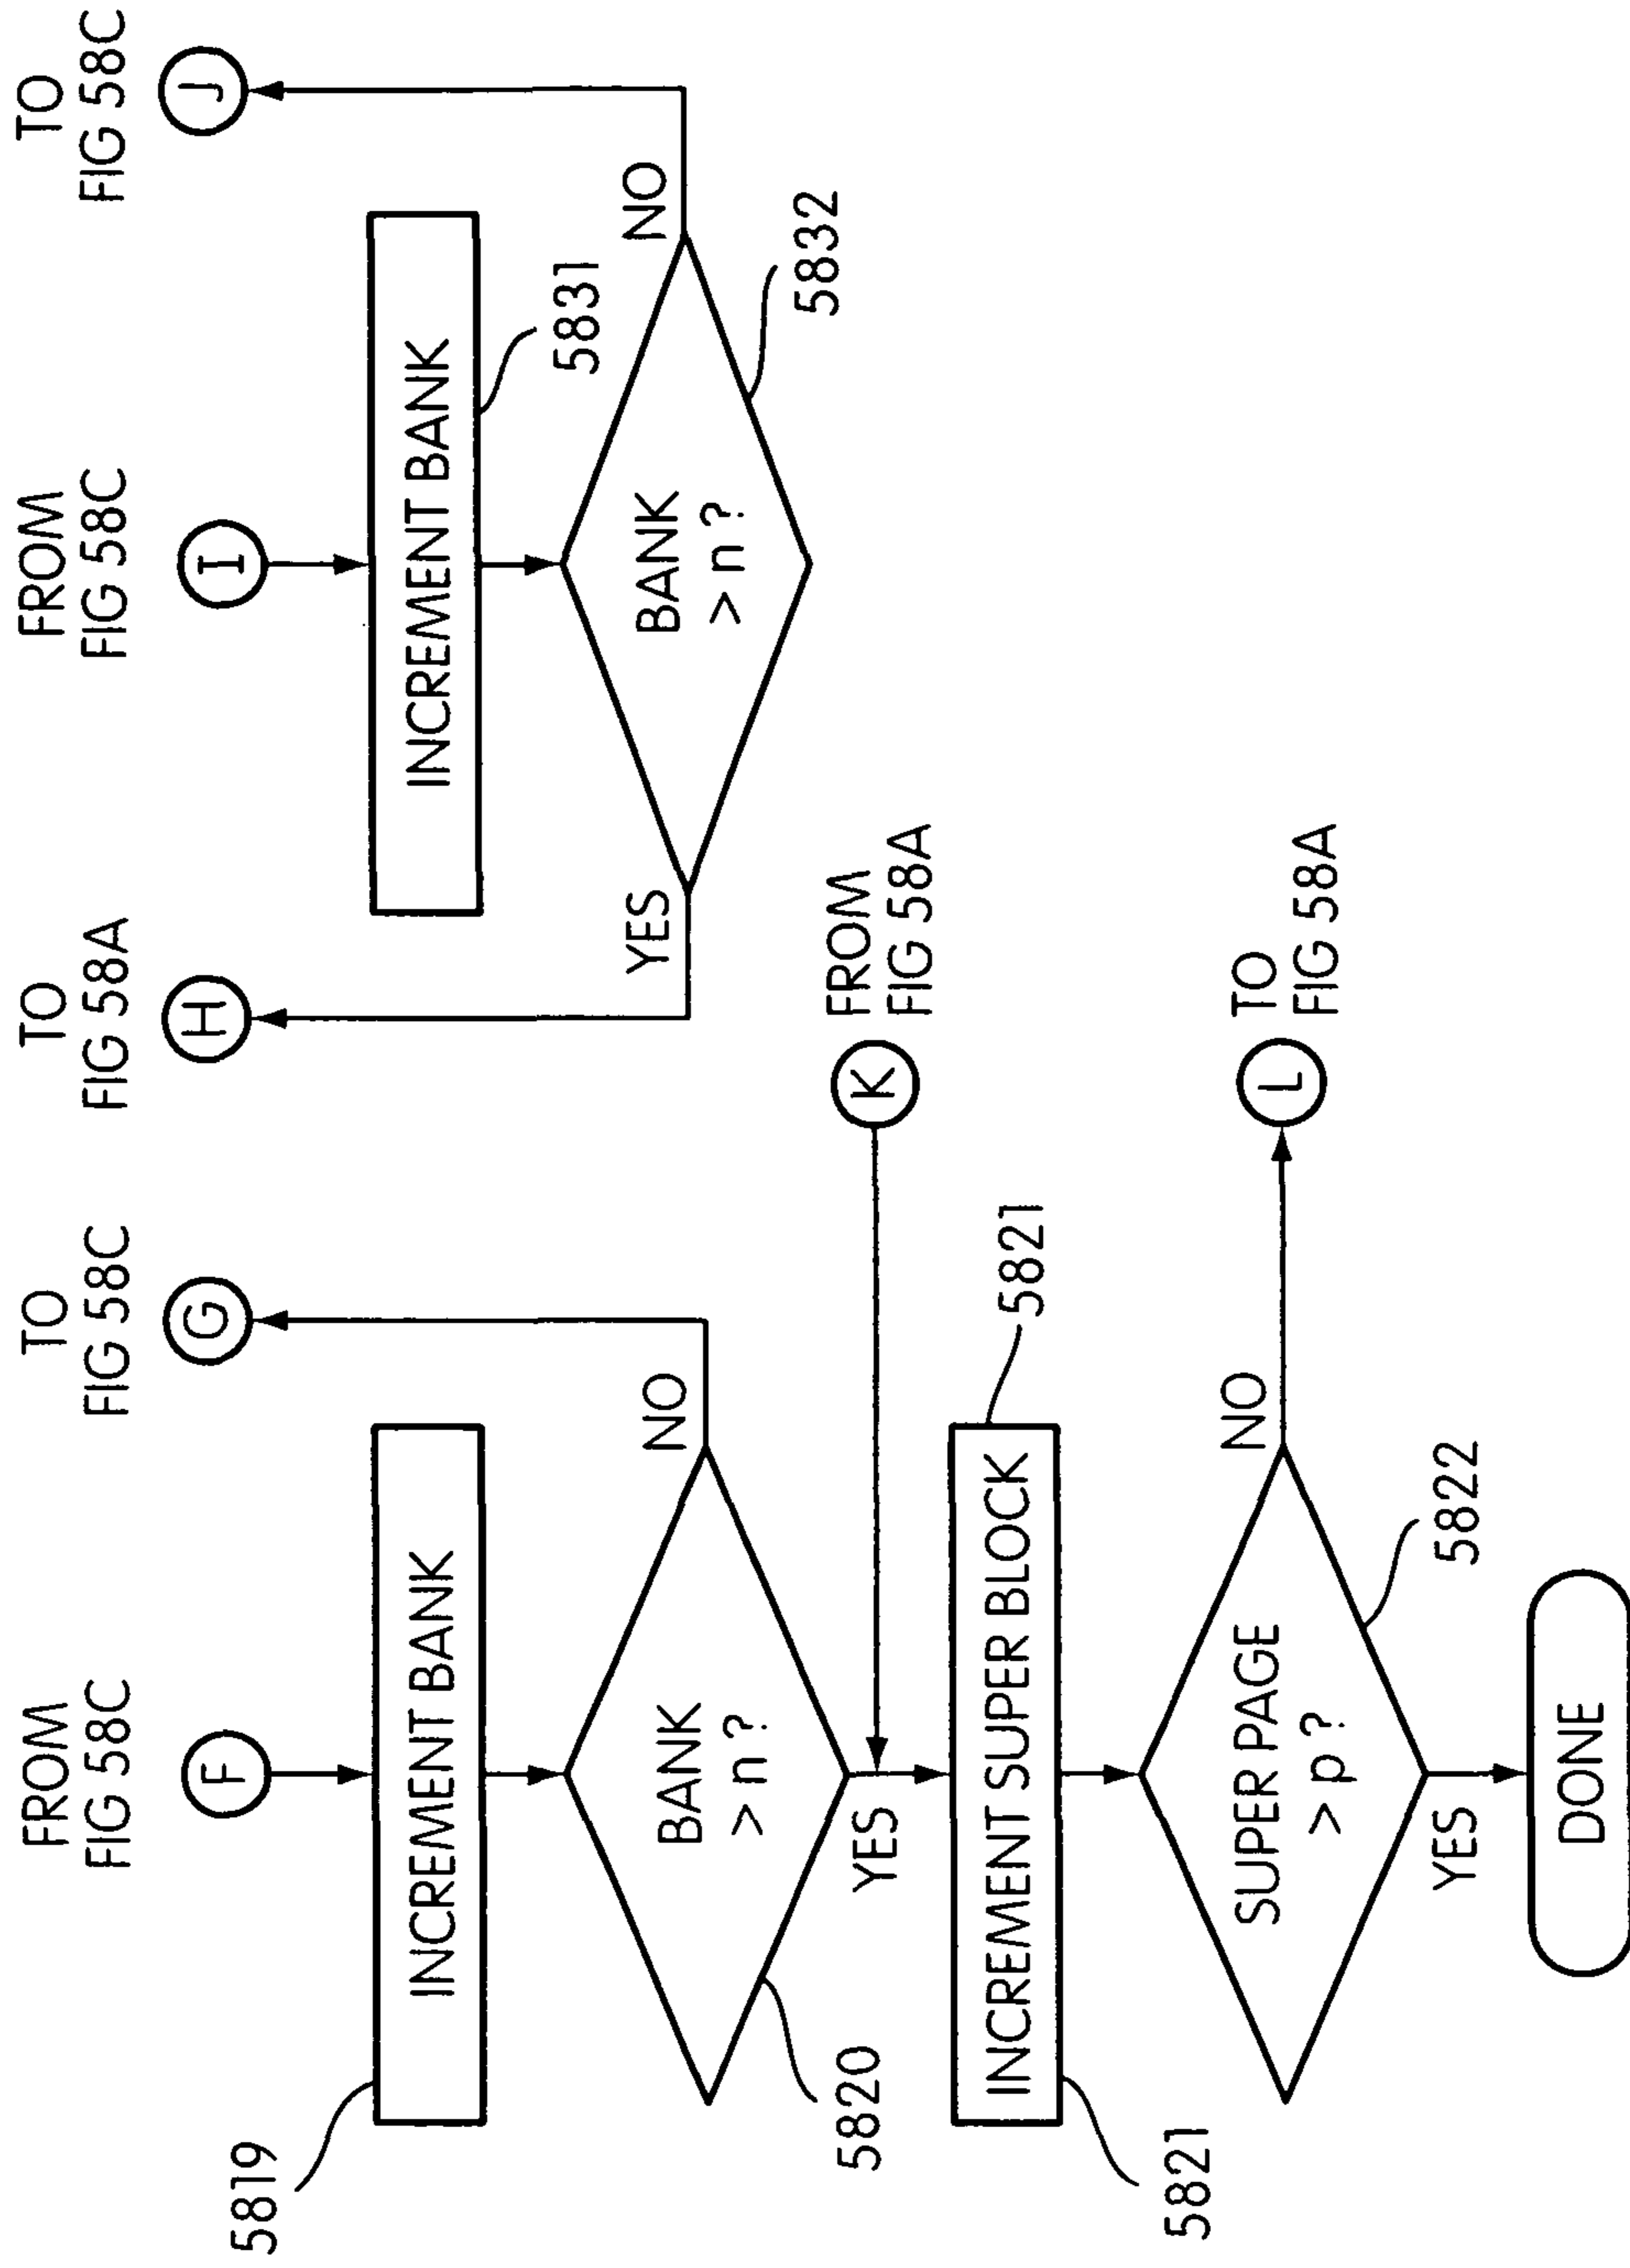 FROM
FIG 58C
F
5819
INCREMENT BANK
TO
FIG 58C
G
BANK
> n?
NO
5820
YES
FROM
FIG 58A
K
INCREMENT SUPER BLOCK
5821
5821
SUPER PAGE
> p?
NO
L
TO
FIG 58A
5822
YES
DONE
TO
FIG 58A
H
FROM
FIG 58C
I
TO
FIG 58C
J
INCREMENT BANK
5831
BANK
> n?
YES
NO
5832